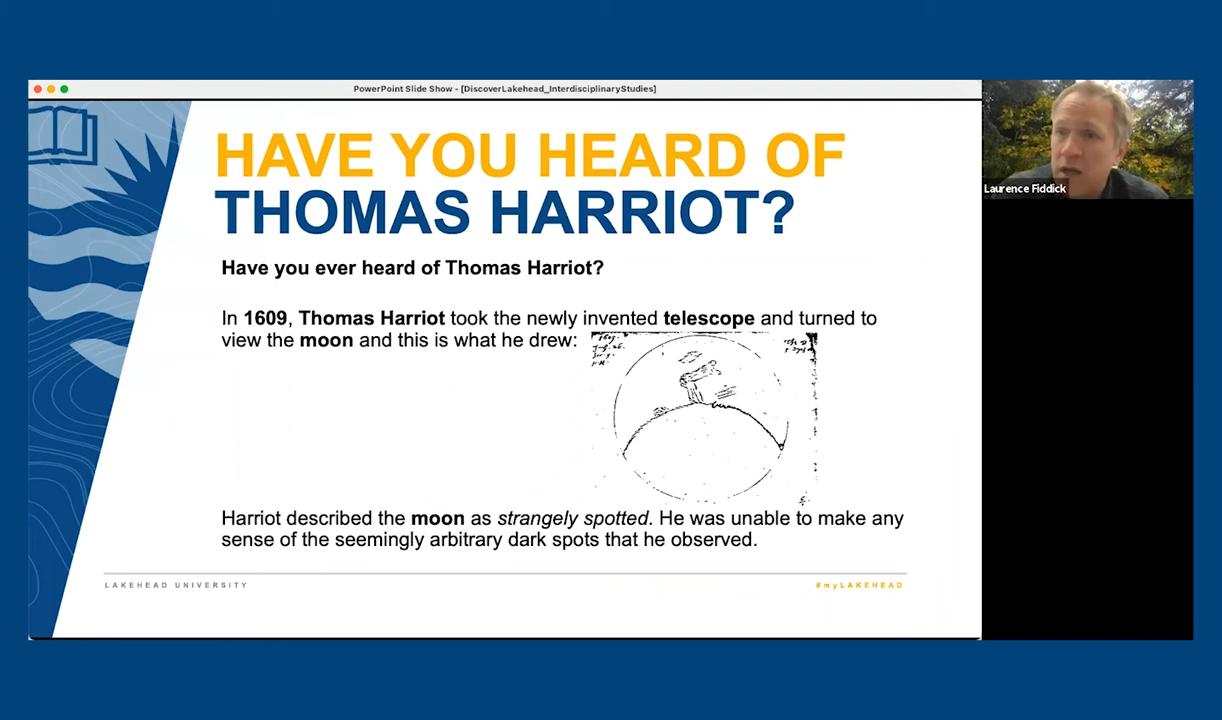 PowerPoint Slide Show - [DiscoverLakehead_InterdisciplinaryStudies]
HAVE YOU HEARD OF
THOMAS HARRIOT?
Laurence Fiddick
Have you ever heard of Thomas Harriot?
In 1609, Thomas Harriot took the newly invented telescope and turned to
view the moon and this is what he drew:
Harriot described the moon as strangely spotted. He was unable to make any
sense of the seemingly arbitrary dark spots that he observed.
LAKEHEAD UNIVERSITY
#myLAKEHEAD